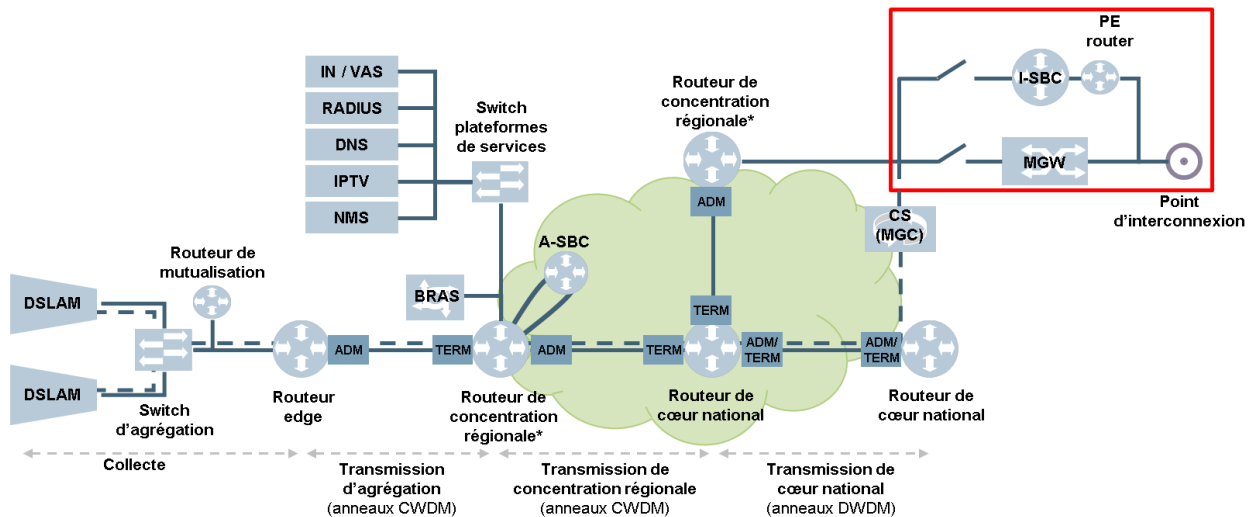 PE
router
IN / VAS
RADIUS
DNS
IPTV
NMS
Switch
plateformes
de services
Routeur de
concentration
régionale*
I-SBC
MGW
Point
d'interconnexion
ADM
CS
(MGC)
A-SBC
Routeur de
mutualisation
BRAS
DSLAM
DSLAM
TERM
ADM
TERM
ADM
TERM
ADM/
TERM
ADM/
TERM
Switch
d'agrégation
Routeur
edge
Routeur de
concentration
régionale*
Routeur de
cœur national
Routeur de
cœur national
Collecte
Transmission
d'agrégation
(anneaux CWDM)
Transmission de
concentration régionale
(anneaux CWDM)
Transmission de
cœur national
(anneaux DWDM)